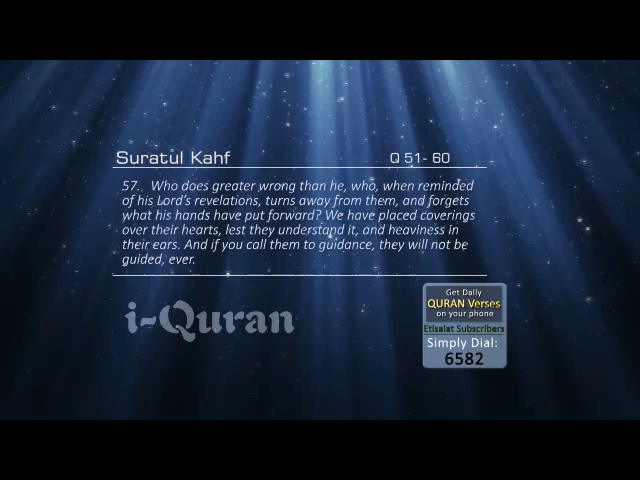 Suratul Kahf Q 51- 60
57. Who does greater wrong than he, who, when reminded
of his Lord's revelations, turns away from them, and forgets
what his hands have put forward? We have placed coverings
over their hearts, lest they understand it, and heaviness in
their ears. And if you call them to guidance, they will not be
guided, ever.
i-Quran
Get Daily
QURAN Verses
on your phone
Etisalat Subscribers
Simply Dial:
6582